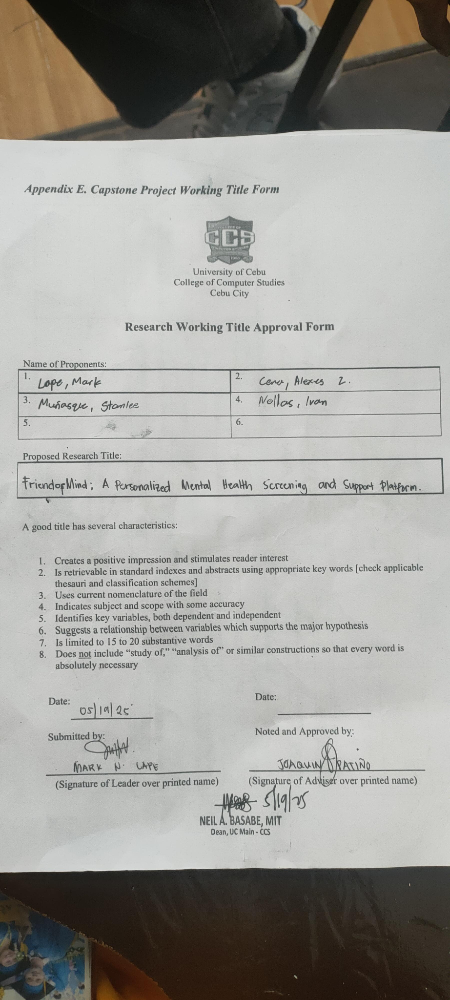 Appendix E. Capstone Project Working Title Form
COLLEGE OF
CCS
COMPUTER STUDIES
University of Cebu
College of Computer Studies
Cebu City
Research Working Title Approval Form
Name of Proponents:
1. Lape, Mark
2. Cena, Alexes Z.
3. Muñasque, Stanlee
4. Nellas, Ivan
5.
6.
Proposed Research Title:
FriendofMind; A Personalized Mental Health Screening and Support Platform.
A good title has several characteristics:
1. Creates a positive impression and stimulates reader interest
2. Is retrievable in standard indexes and abstracts using appropriate key words [check applicable
thesauri and classification schemes]
3. Uses current nomenclature of the field
4. Indicates subject and scope with some accuracy
5. Identifies key variables, both dependent and independent
6. Suggests a relationship between variables which supports the major hypothesis
7. Is limited to 15 to 20 substantive words
8. Does not include “study of,” “analysis of” or similar constructions so that every word is
absolutely necessary
Date: 05/19/25
Date:
Submitted by:
MARK N. LAPE
(Signature of Leader over printed name)
Noted and Approved by:
JOAQUIN PATIÑO
(Signature of Adviser over printed name)
5/19/25
NEIL A. BASABE, MIT
Dean, UC Main - CCS